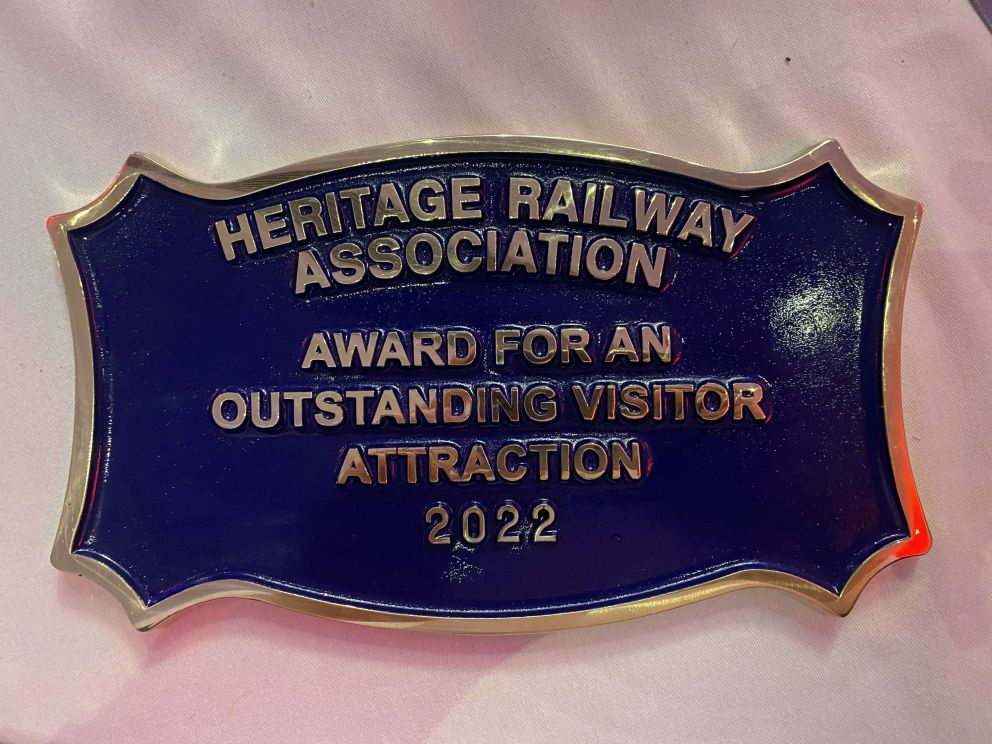 HERITAGE RAILWAY
ASSOCIATION
AWARD FOR AN
OUTSTANDING VISITOR
ATTRACTION
2022